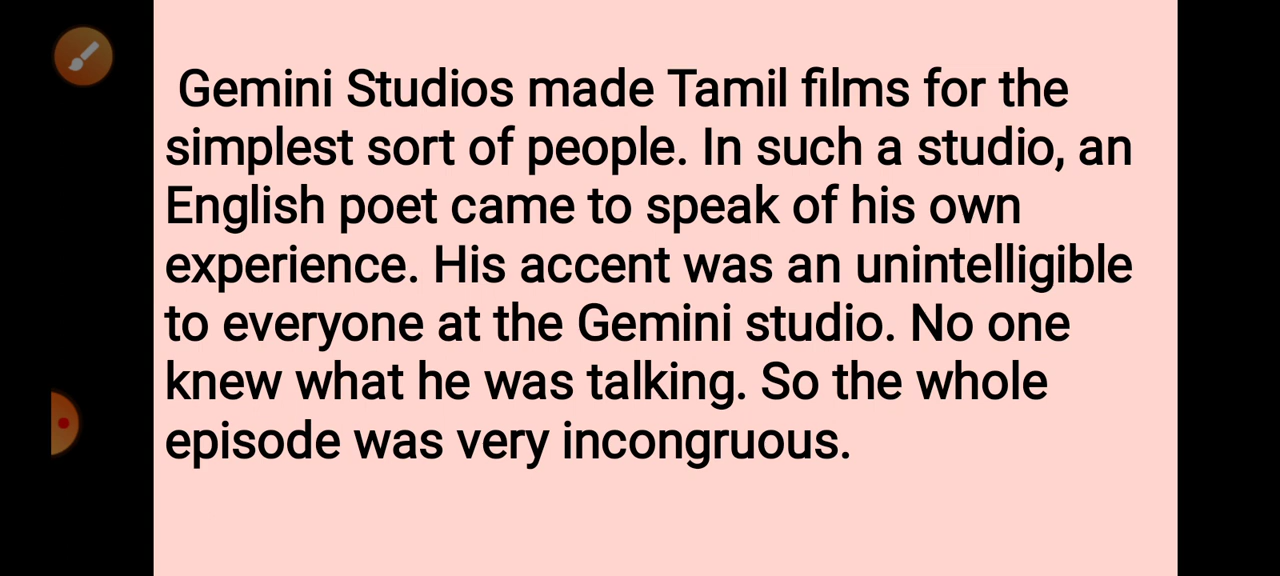 Gemini Studios made Tamil films for the
simplest sort of people. In such a studio, an
English poet came to speak of his own
experience. His accent was an unintelligible
to everyone at the Gemini studio. No one
knew what he was talking. So the whole
episode was very incongruous.